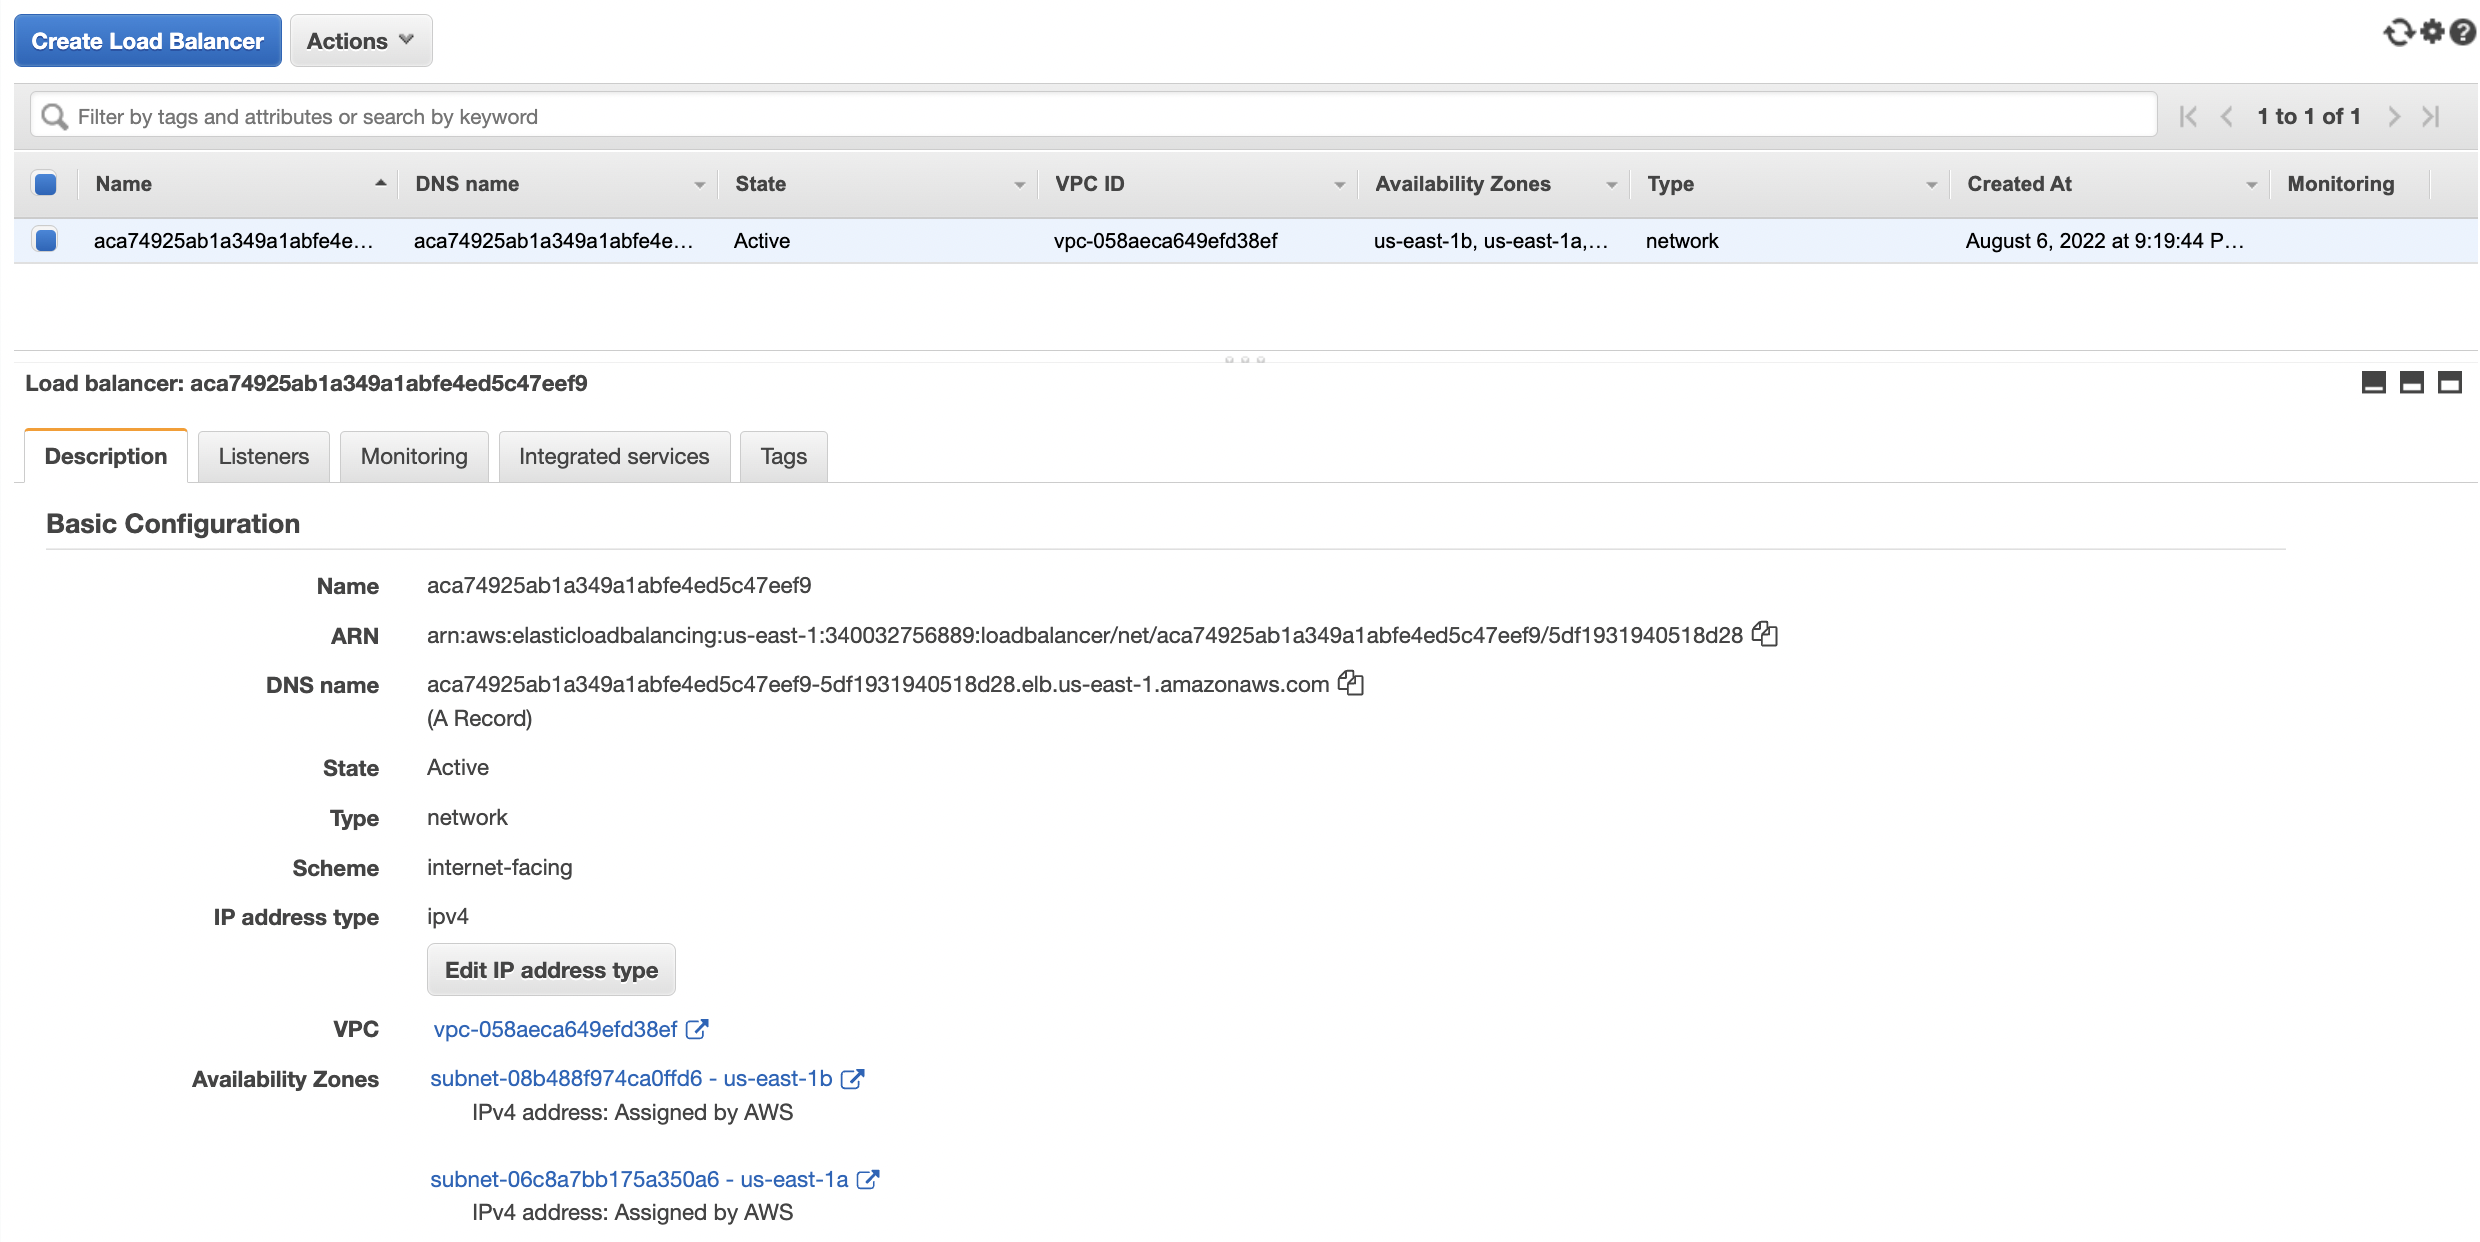 Create Load Balancer Actions
Filter by tags and attributes or search by keyword 1 to 1 of 1
Name DNS name State VPC ID Availability Zones Type Created At Monitoring
aca74925ab1a349a1abfe4e... aca74925ab1a349a1abfe4e... Active vpc-058aeca649efd38ef us-east-1b, us-east-1a,... network August 6, 2022 at 9:19:44 P...
Load balancer: aca74925ab1a349a1abfe4ed5c47eef9
Description Listeners Monitoring Integrated services Tags
Basic Configuration
Name aca74925ab1a349a1abfe4ed5c47eef9
ARN arn:aws:elasticloadbalancing:us-east-1:340032756889:loadbalancer/net/aca74925ab1a349a1abfe4ed5c47eef9/5df1931940518d28
DNS name aca74925ab1a349a1abfe4ed5c47eef9-5df1931940518d28.elb.us-east-1.amazonaws.com
(A Record)
State Active
Type network
Scheme internet-facing
IP address type ipv4
Edit IP address type
VPC vpc-058aeca649efd38ef
Availability Zones subnet-08b488f974ca0ffd6 - us-east-1b
IPv4 address: Assigned by AWS
subnet-06c8a7bb175a350a6 - us-east-1a
IPv4 address: Assigned by AWS